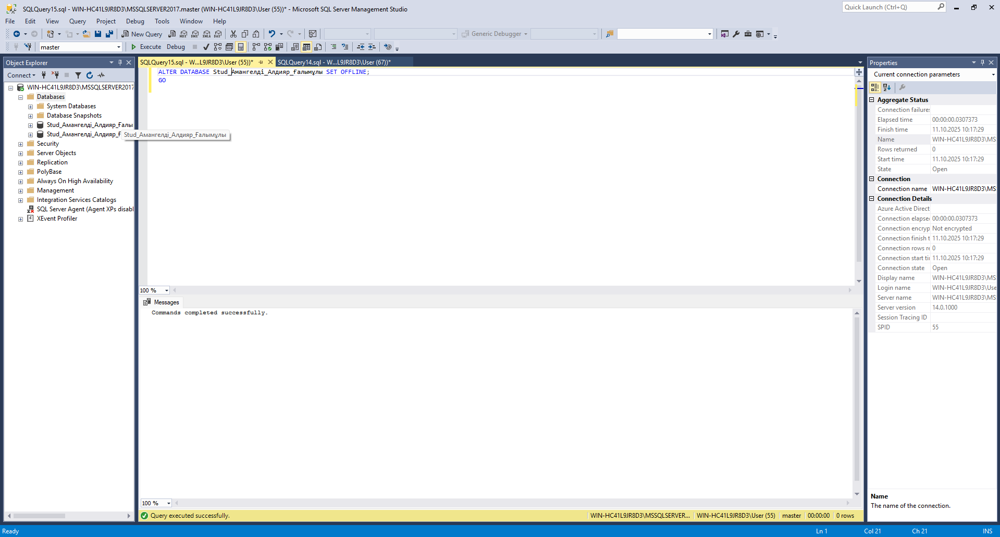 SQLQuery15.sql - WIN-HC41L9JR8D3\MSSQLSERVER2017.master (WIN-HC41L9JR8D3\User (55))* - Microsoft SQL Server Management Studio
Quick Launch (Ctrl+Q)
File Edit View Query Project Debug Tools Window Help
New Query MDX DMX XMLA DAX Generic Debugger
master Execute Debug
Object Explorer
Connect
WIN-HC41L9JR8D3\MSSQLSERVER2017
Databases
System Databases
Database Snapshots
Stud_Амангелді_Алдияр_Ғалы
Stud_Амангелді_Алдияр_Ғ
Stud_Амангелді_Алдияр_Ғалымұлы
Security
Server Objects
Replication
PolyBase
Always On High Availability
Management
Integration Services Catalogs
SQL Server Agent (Agent XPs disabl
XEvent Profiler
SQLQuery15.sql - W...L9JR8D3\User (55))* SQLQuery14.sql - W...L9JR8D3\User (67))*
ALTER DATABASE Stud_Амангелді_Алдияр_Ғалымұлы SET OFFLINE;
GO
100 %
Messages
Commands completed successfully.
100 %
Query executed successfully. WIN-HC41L9JR8D3\MSSQLSERVER... WIN-HC41L9JR8D3\User (55) master 00:00:00 0 rows
Properties
Current connection parameters
Aggregate Status
Connection failures
Elapsed time 00:00:00.0307373
Finish time 11.10.2025 10:17:29
Name WIN-HC41L9JR8D3\MS
Rows returned 0
Start time 11.10.2025 10:17:29
State Open
Connection
Connection name WIN-HC41L9JR8D3\MS
Connection Details
Azure Active Direct
Connection elapse 00:00:00.0307373
Connection encryp Not encrypted
Connection finish t 11.10.2025 10:17:29
Connection rows re 0
Connection start ti 11.10.2025 10:17:29
Connection state Open
Display name WIN-HC41L9JR8D3\MS
Login name WIN-HC41L9JR8D3\Use
Server name WIN-HC41L9JR8D3\MS
Server version 14.0.1000
Session Tracing ID
SPID 55
Name
The name of the connection.
Ready Ln 1 Col 21 Ch 21 INS